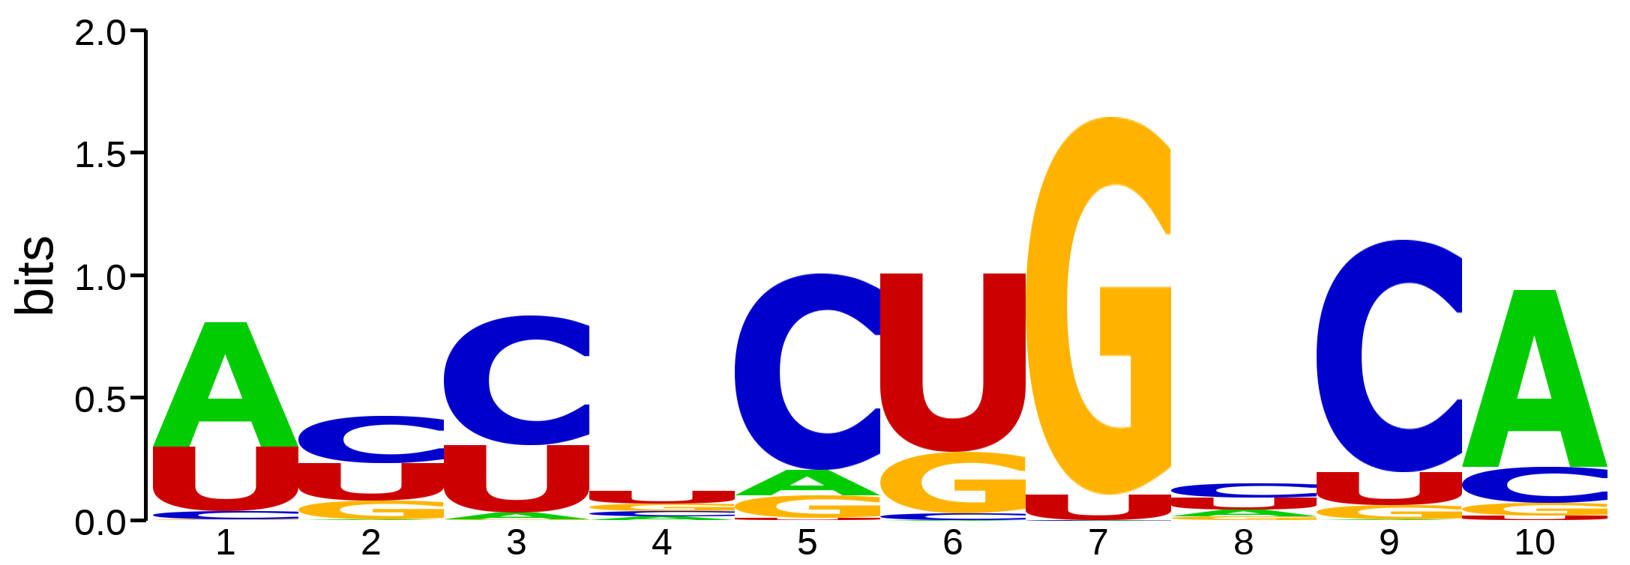 2.0
1.5
1.0
0.5
0.0
bits
A U C
C U G
C U A
U G C A
C A G U
U G C
G U
C U A G
C U G
A C G U
1 2 3 4 5 6 7 8 9 10